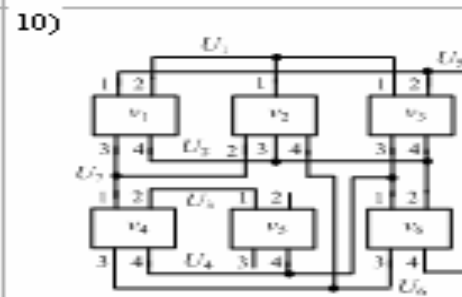 10)
U₁
U₅
1 2 1 1 2
v₁ v₂ v₃
3 4 U₂ 2 3 4 3 4
U₇
1 2 U₃ 1 2 1 2
v₄ v₅ v₆
3 4 U₄ 3 4 3 4
U₆